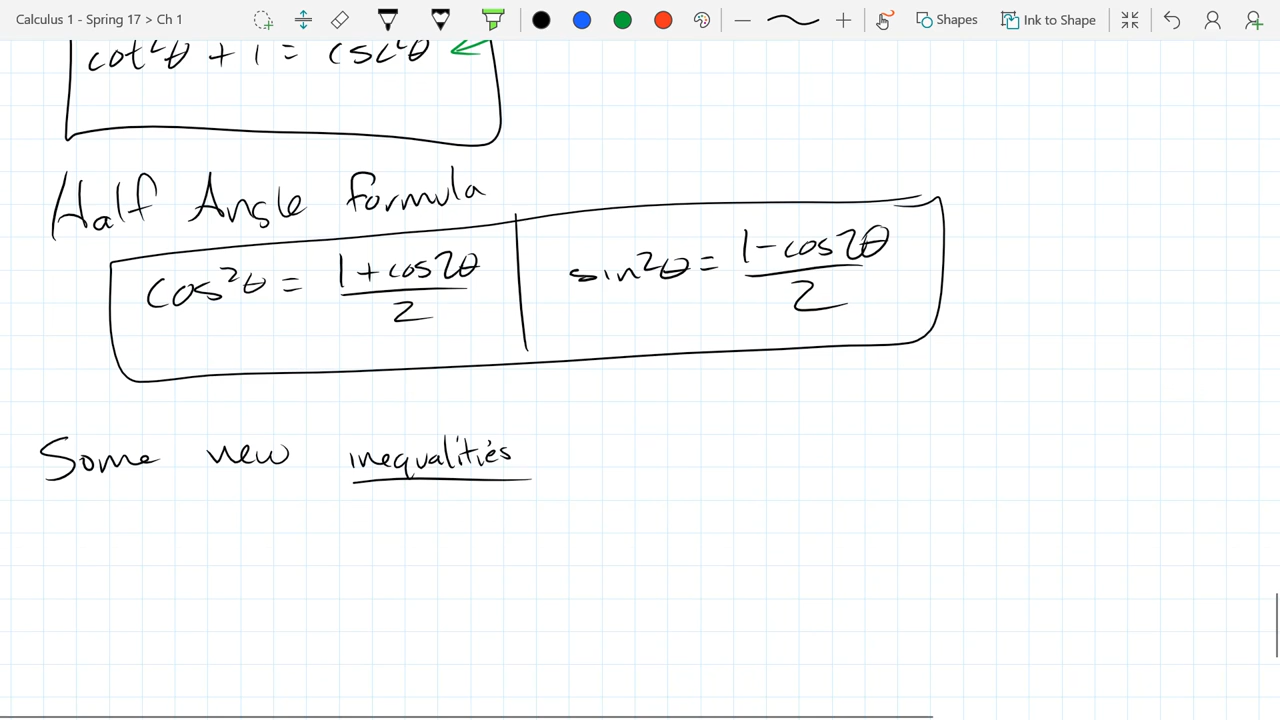 Calculus 1 - Spring 17 > Ch 1 Shapes Ink to Shape
cot²θ + 1 = csc²θ
Half Angle Formula
cos²θ = (1+cos2θ)/2 sin²θ = (1-cos2θ)/2
Some new inequalities